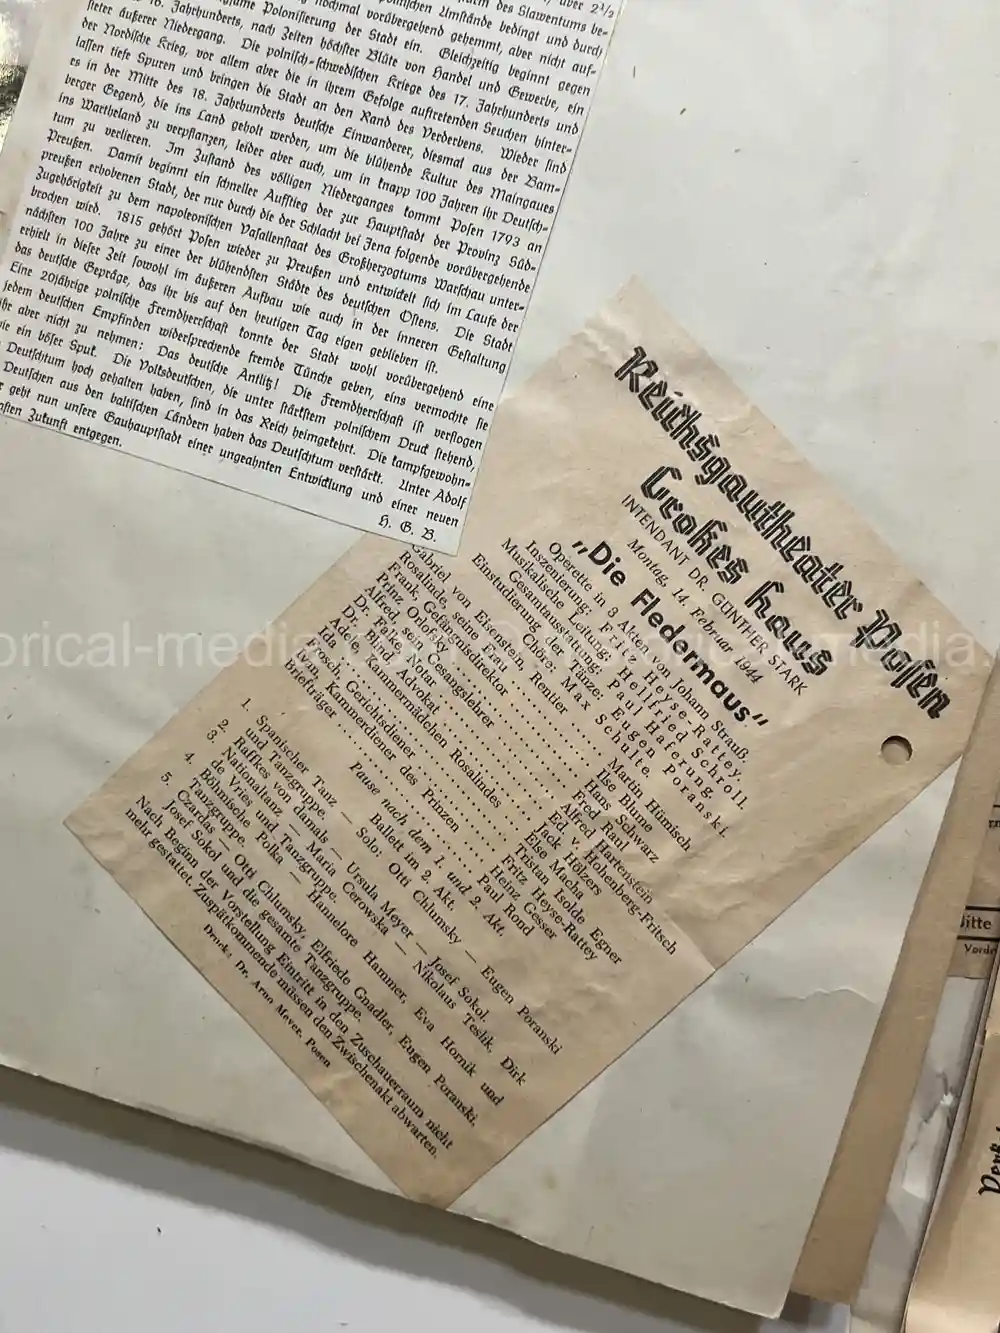 über 2½
des Slawentums be-
politischen Umstände bedingt und durch
nochmal vorübergehend gehemmt, aber nicht auf-
Polonisierung der Stadt ein. Gleichzeitig beginnt gegen
16. Jahrhunderts, nach Zeiten höchster Blüte von Handel und Gewerbe, ein
äußerer Niedergang. Die polnisch-schwedischen Kriege des 17. Jahrhunderts und
der Nordische Krieg, vor allem aber die in ihrem Gefolge auftretenden Seuchen hinter-
lassen tiefe Spuren und bringen die Stadt an den Rand des Verderbens. Wieder sind
es in der Mitte des 18. Jahrhunderts deutsche Einwanderer, diesmal aus der Bam-
berger Gegend, die ins Land geholt werden, um die blühende Kultur des Maingaues
ins Wartheland zu verpflanzen, leider aber auch, um in knapp 100 Jahren ihr Deutsch-
tum zu verlieren. Im Zustand des völligen Niederganges kommt Posen 1793 an
Preußen. Damit beginnt ein schneller Aufstieg der zur Hauptstadt der Provinz Süd-
preußen erhobenen Stadt, der nur durch die der Schlacht bei Jena folgende vorübergehende
Zugehörigkeit zu dem napoleonischen Vasallenstaat des Großherzogtums Warschau unter-
brochen wird. 1815 gehört Posen wieder zu Preußen und entwickelt sich im Laufe der
nächsten 100 Jahre zu einer der blühendsten Städte des deutschen Ostens. Die Stadt
erhielt in dieser Zeit sowohl im äußeren Aufbau wie auch in der inneren Gestaltung
das deutsche Gepräge, das ihr bis auf den heutigen Tag eigen geblieben ist.
Eine 20jährige polnische Fremdherrschaft konnte der Stadt wohl vorübergehend eine
jedem deutschen Empfinden widersprechende fremde Tünche geben, eins vermochte sie
ihr aber nicht zu nehmen: Das deutsche Antlitz! Die Fremdherrschaft ist verflogen
wie ein böser Spuk. Die Volksdeutschen, die unter stärkstem polnischem Druck stehend,
Deutschtum hoch gehalten haben, sind in das Reich heimgekehrt. Die kampfgewohn-
Deutschen aus den baltischen Ländern haben das Deutschtum verstärkt. Unter Adolf
geht nun unsere Gauhauptstadt einer ungeahnten Entwicklung und einer neuen
Zukunft entgegen.
H. G. B.
Reichsgautheater Posen
Großes Haus
INTENDANT DR. GÜNTHER STARK
Montag, 14. Februar 1944
„Die Fledermaus“
Operette in 3 Akten von Johann Strauß.
Inszenierung: Fritz Heyse-Rattey.
Musikalische Leitung: Hellfried Schroll.
Gesamtausstattung: Paul Haferung.
Einstudierung der Tänze: Eugen Poranski.
Chöre: Max Schulte.
Gabriel von Eisenstein, Rentier ..... Martin Hümisch
Rosalinde, seine Frau ..... Ilse Blume
Frank, Gefängnisdirektor ..... Hans Schwarz
Prinz Orlofsky ..... Fred Raul
Alfred, sein Gesangslehrer ..... Alfred Hartenstein
Dr. Falke, Notar ..... Ed. v. Hohenberg-Fritsch
Dr. Blind, Advokat ..... Jack Hölzers
Adele, Kammermädchen Rosalindes ..... Else Macha
Ida ..... Tristan Isolde Egner
Frosch, Gerichtsdiener ..... Fritz Heyse-Rattey
Ivan, Kammerdiener des Prinzen ..... Heinz Gesser
Briefträger ..... Paul Rond
Pause nach dem 1. und 2. Akt.
Ballett im 2. Akt.
1. Spanischer Tanz — Solo: Otti Chlumsky — Eugen Poranski
und Tanzgruppe.
2. Raffkes von damals — Ursula Meyer — Josef Sokol.
3. Nationaltanz — Maria Cerowska — Nikolaus Teslik, Dirk
de Vries und Tanzgruppe.
4. Böhmische Polka — Hannelore Hammer, Eva Hornik und
Tanzgruppe.
5. Czardas — Otti Chlumsky, Elfriede Gnadler, Eugen Poranski,
Josef Sokol und die gesamte Tanzgruppe.
Nach Beginn der Vorstellung Eintritt in den Zuschauerraum nicht
mehr gestattet. Zuspätkommende müssen den Zwischenakt abwarten.
Druck: Dr. Arno Meyer, Posen